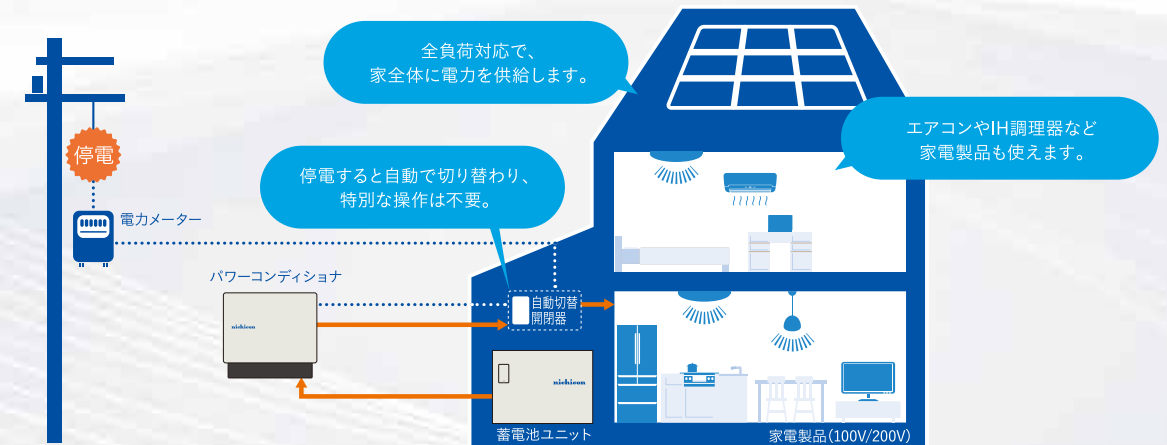 全負荷対応で、
家全体に電力を供給します。
エアコンやIH調理器など
家電製品も使えます。
停電
停電すると自動で切り替わり、
特別な操作は不要。
電力メーター
パワーコンディショナ
nichicon
自動切替
開閉器
nichicon
蓄電池ユニット
家電製品(100V/200V)